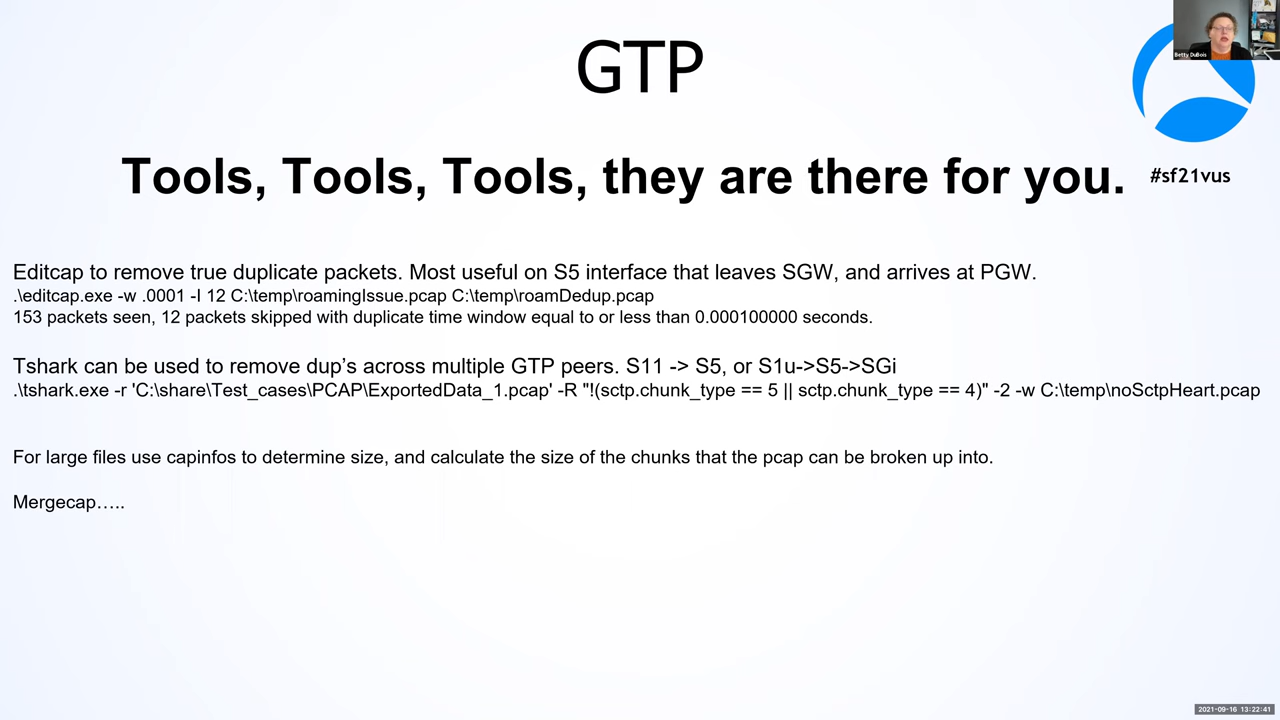 GTP
Betty DuBois
Tools, Tools, Tools, they are there for you.
#sf21vus
Editcap to remove true duplicate packets. Most useful on S5 interface that leaves SGW, and arrives at PGW.
.\editcap.exe -w .0001 -I 12 C:\temp\roamingIssue.pcap C:\temp\roamDedup.pcap
153 packets seen, 12 packets skipped with duplicate time window equal to or less than 0.000100000 seconds.
Tshark can be used to remove dup’s across multiple GTP peers. S11 -> S5, or S1u->S5->SGi
.\tshark.exe -r 'C:\share\Test_cases\PCAP\ExportedData_1.pcap' -R "!(sctp.chunk_type == 5 || sctp.chunk_type == 4)" -2 -w C:\temp\noSctpHeart.pcap
For large files use capinfos to determine size, and calculate the size of the chunks that the pcap can be broken up into.
Mergecap…..
2021-09-16 13:22:41